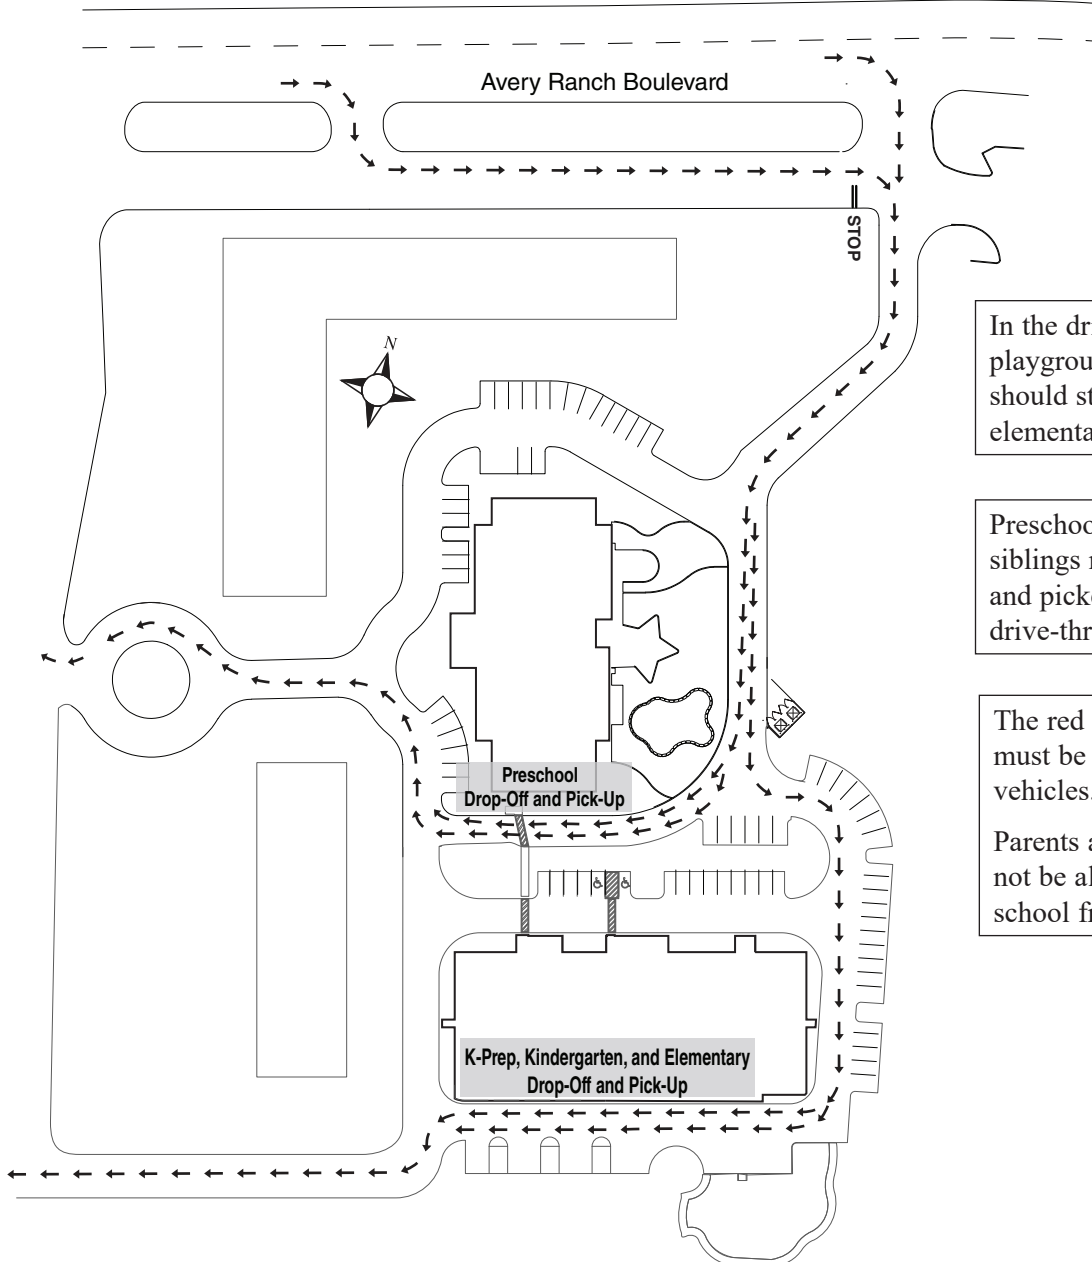 Avery Ranch Boulevard
STOP
N
In the dri
playgrou
should st
elementa
Preschoo
siblings r
and picke
drive-thr
The red
must be
vehicles.
Parents a
not be al
school fr
Preschool
Drop-Off and Pick-Up
K-Prep, Kindergarten, and Elementary
Drop-Off and Pick-Up